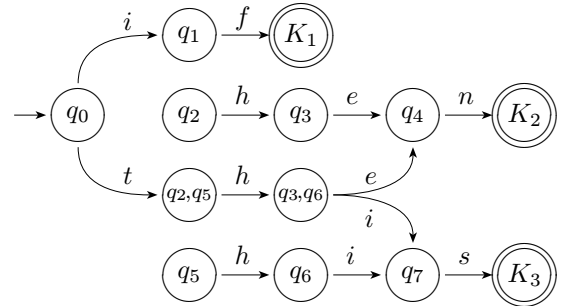 i
q₁
f
K₁
q₀
q₂
h
q₃
e
q₄
n
K₂
t
q₂,q₅
h
q₃,q₆
e
i
q₅
h
q₆
i
q₇
s
K₃